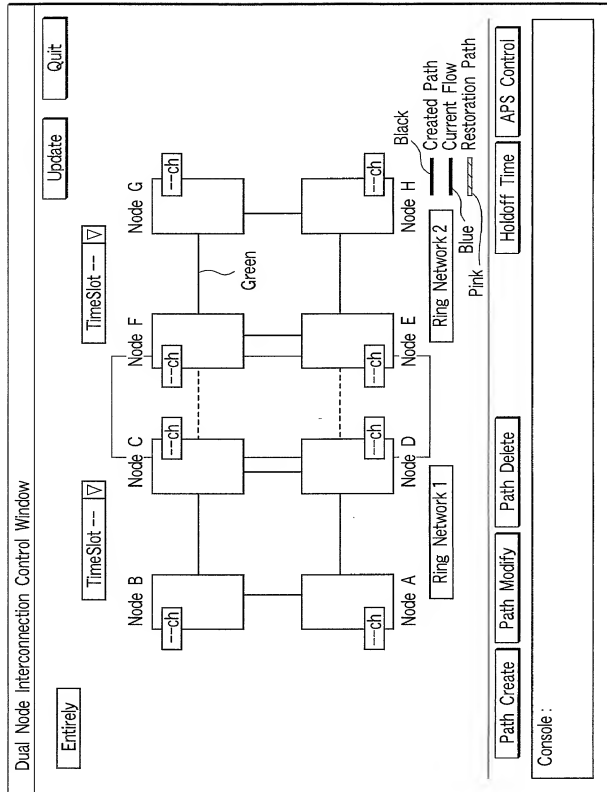 Dual Node Interconnection Control Window
Entirely
Update
Quit
TimeSlot --
TimeSlot --
Node B
Node C
Node F
Node G
--ch
--ch
--ch
--ch
Green
--ch
--ch
--ch
--ch
Node A
Node D
Node E
Node H
Ring Network 1
Ring Network 2
Black
Created Path
Current Flow
Restoration Path
Blue
Pink
Path Create
Path Modify
Path Delete
Holdoff Time
APS Control
Console :